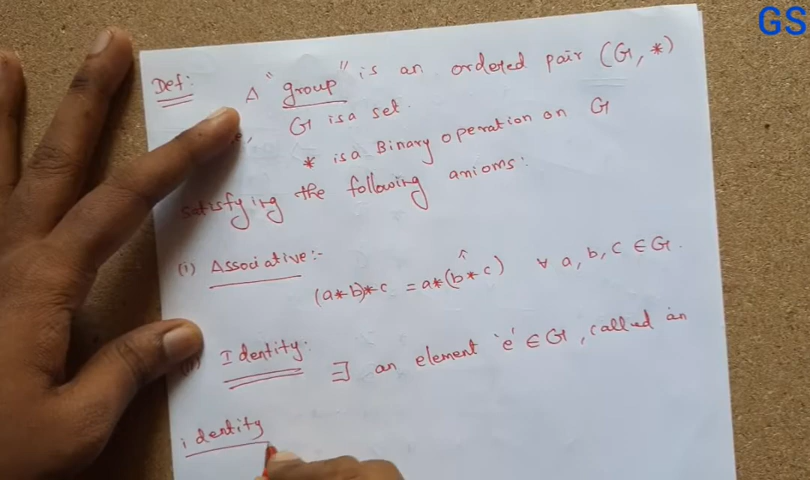 GS
Def: A "group" is an ordered pair (G, *)
e, G is a set.
* is a Binary operation on G
satisfying the following anioms:
(i) Associative:-
(a*b)*c = a*(b*c) ∀ a, b, c ∈ G.
(ii) Identity: ∃ an element 'e' ∈ G, called an
identity